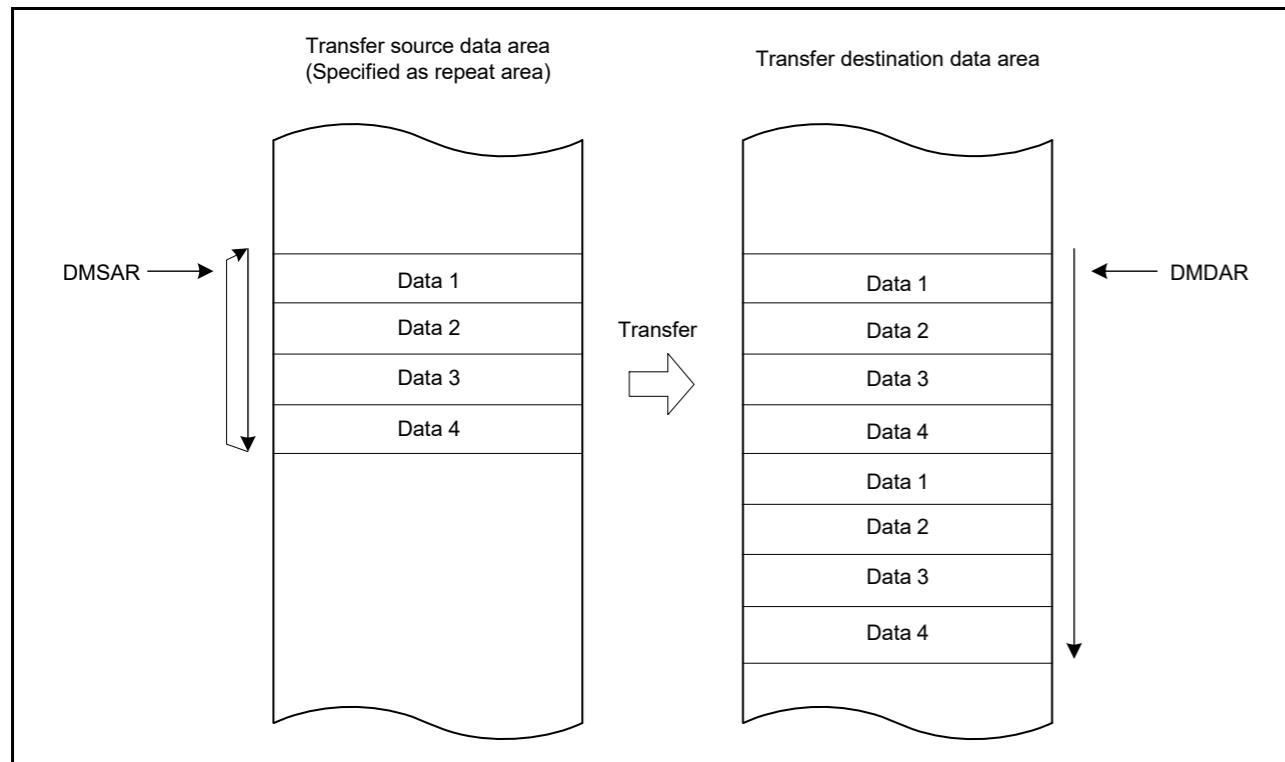 Transfer source data area
(Specified as repeat area)
Transfer destination data area
DMSAR
Data 1
Data 2
Data 3
Data 4
Transfer
Data 1
Data 2
Data 3
Data 4
Data 1
Data 2
Data 3
Data 4
DMDAR